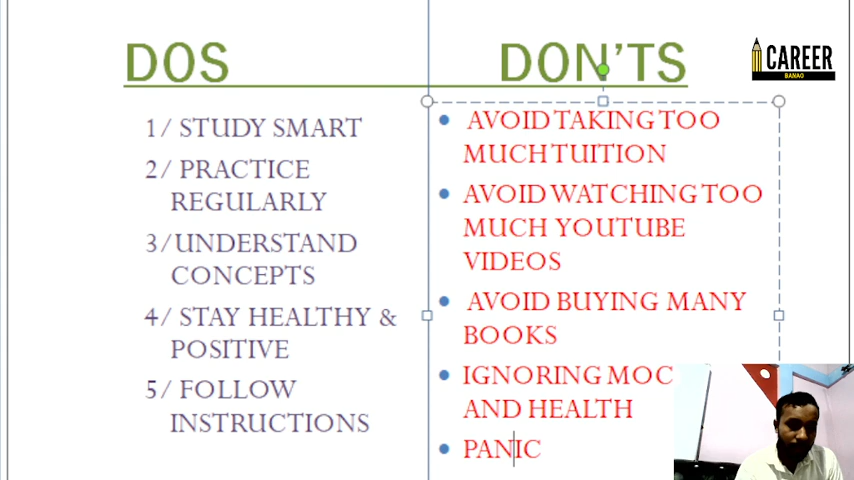 DOS
1/ STUDY SMART
2/ PRACTICE
REGULARLY
3/UNDERSTAND
CONCEPTS
4/ STAY HEALTHY &
POSITIVE
5/ FOLLOW
INSTRUCTIONS
DON'TS
AVOID TAKING TOO
MUCH TUITION
AVOID WATCHING TOO
MUCH YOUTUBE
VIDEOS
AVOID BUYING MANY
BOOKS
IGNORING
AND HEALTH
PANIC
CAREER
BANAO